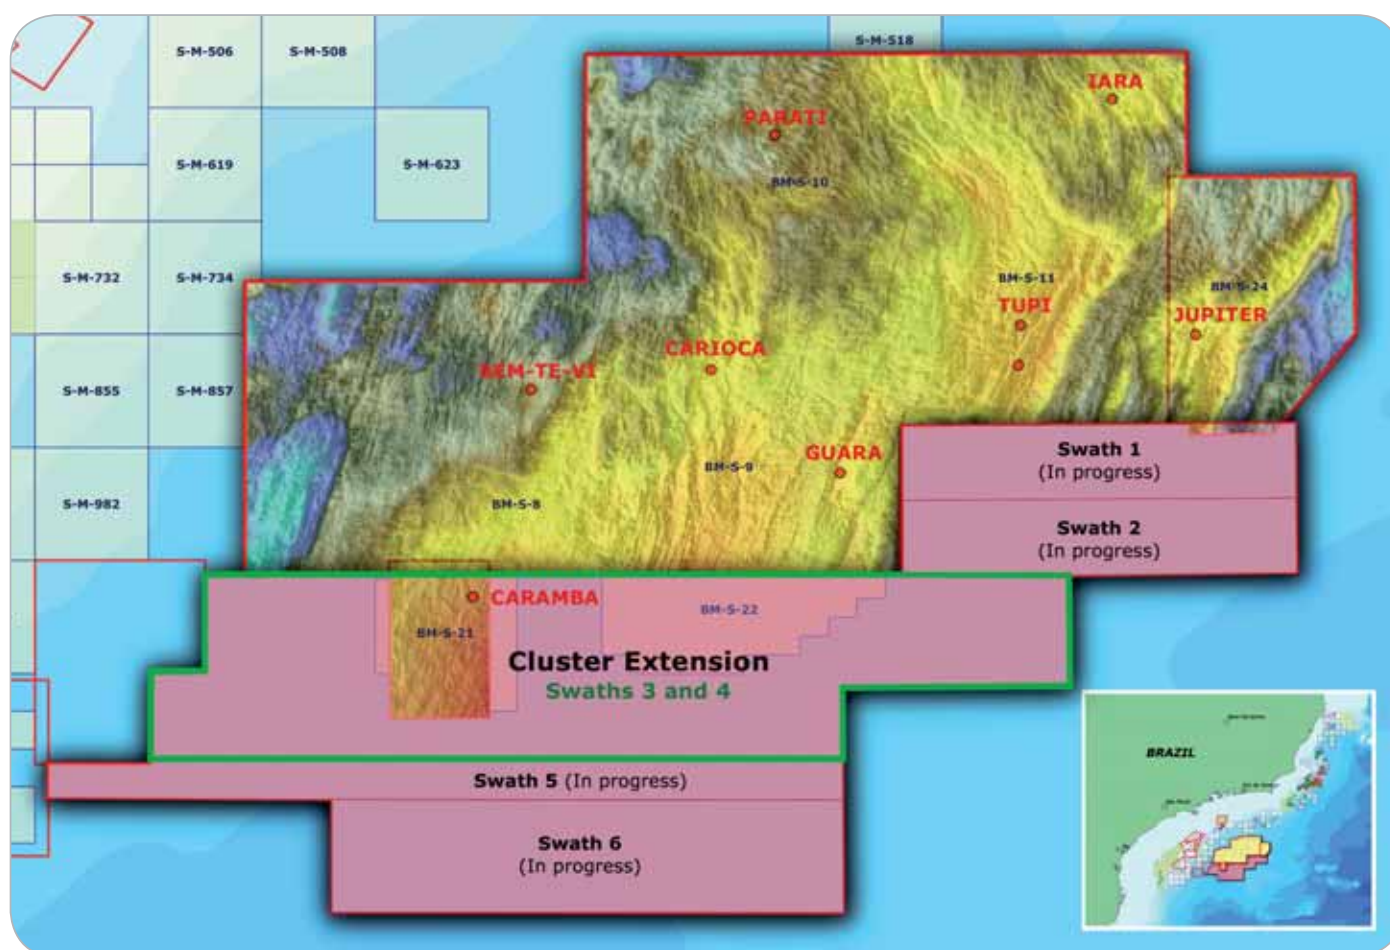 S-M-506
S-M-508
S-M-518
IARA
PARATI
S-M-619
S-M-623
BM-S-10
S-M-732
S-M-734
BM-S-11
BM-S-24
TUPI
JUPITER
CARIOCA
BEM-TE-VI
S-M-855
S-M-857
GUARA
Swath 1
(In progress)
BM-S-9
BM-S-8
S-M-982
Swath 2
(In progress)
CARAMBA
BM-S-22
BM-S-21
Cluster Extension
Swaths 3 and 4
BRAZIL
Swath 5 (In progress)
Swath 6
(In progress)